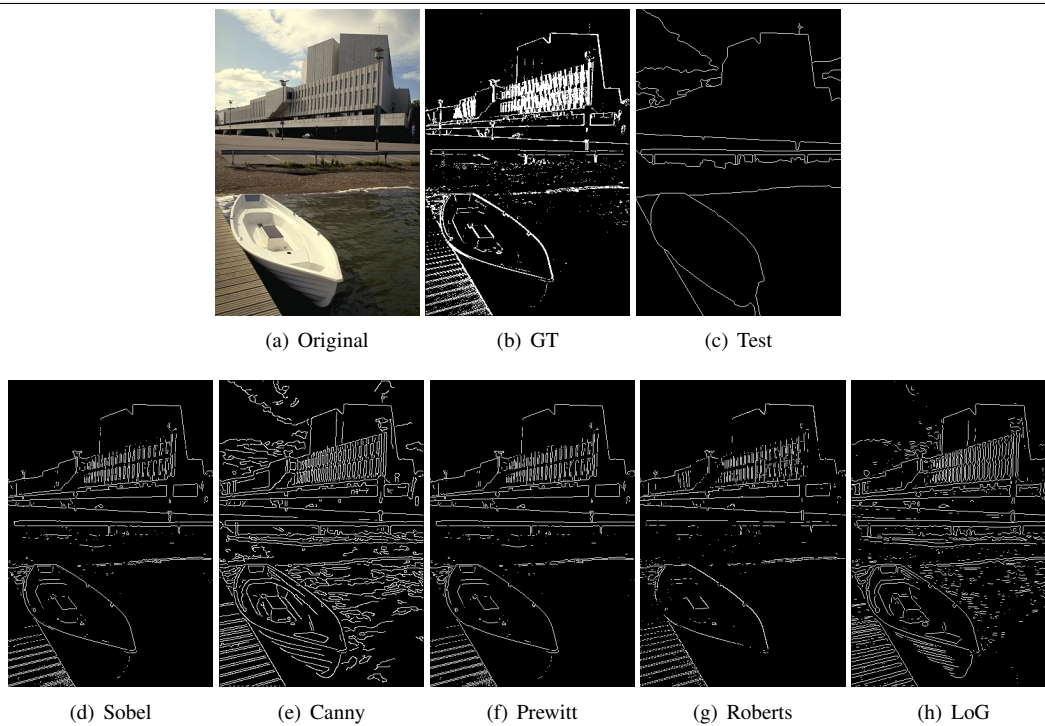 (a) Original (b) GT (c) Test
(d) Sobel (e) Canny (f) Prewitt (g) Roberts (h) LoG